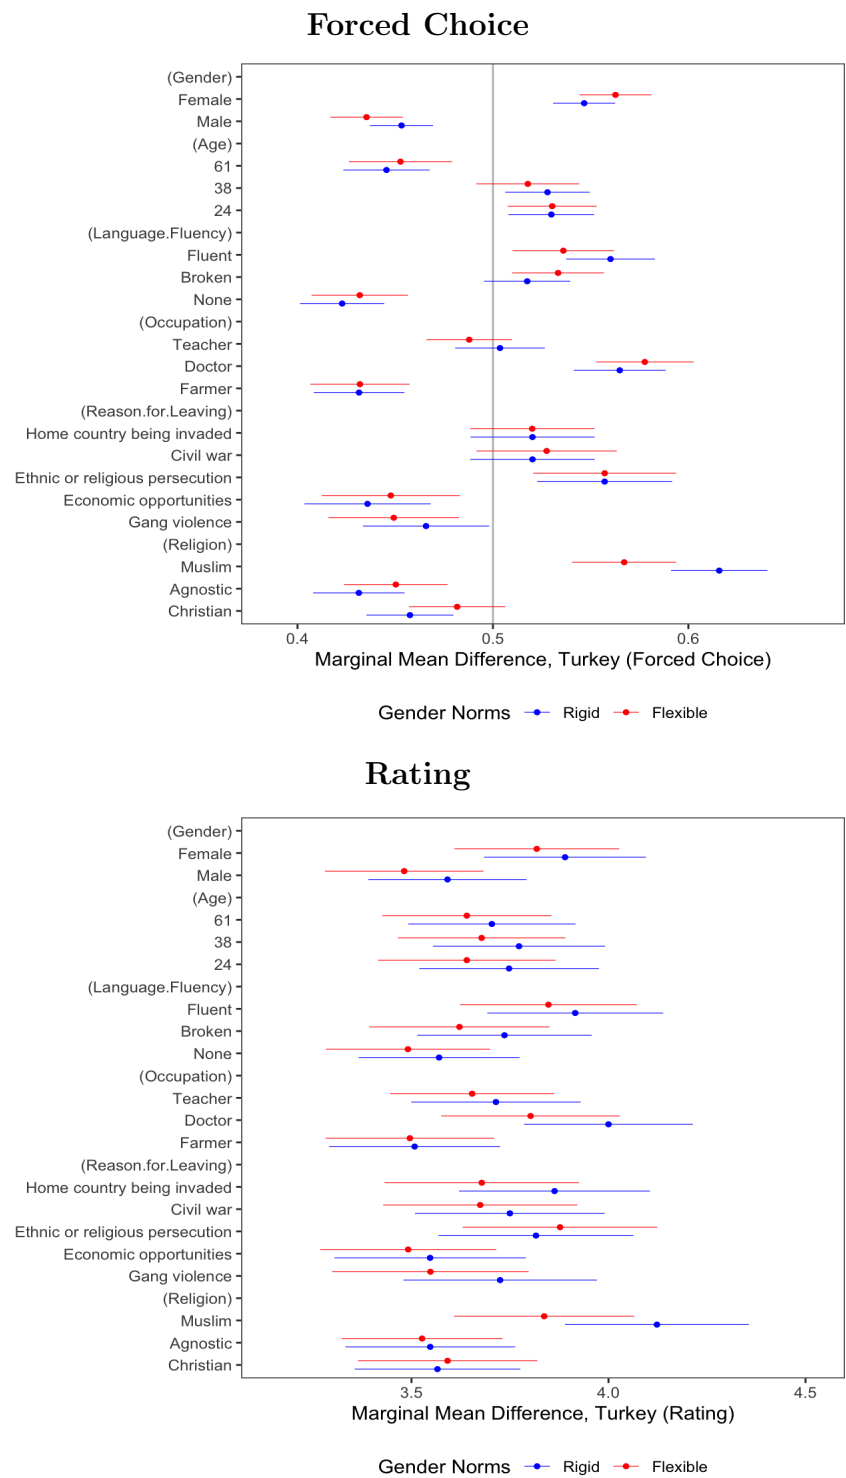 Forced Choice
(Gender)
Female
Male
(Age)
61
38
24
(Language.Fluency)
Fluent
Broken
None
(Occupation)
Teacher
Doctor
Farmer
(Reason.for.Leaving)
Home country being invaded
Civil war
Ethnic or religious persecution
Economic opportunities
Gang violence
(Religion)
Muslim
Agnostic
Christian
0.4 0.5 0.6
Marginal Mean Difference, Turkey (Forced Choice)
Gender Norms Rigid Flexible
Rating
(Gender)
Female
Male
(Age)
61
38
24
(Language.Fluency)
Fluent
Broken
None
(Occupation)
Teacher
Doctor
Farmer
(Reason.for.Leaving)
Home country being invaded
Civil war
Ethnic or religious persecution
Economic opportunities
Gang violence
(Religion)
Muslim
Agnostic
Christian
3.5 4.0 4.5
Marginal Mean Difference, Turkey (Rating)
Gender Norms Rigid Flexible